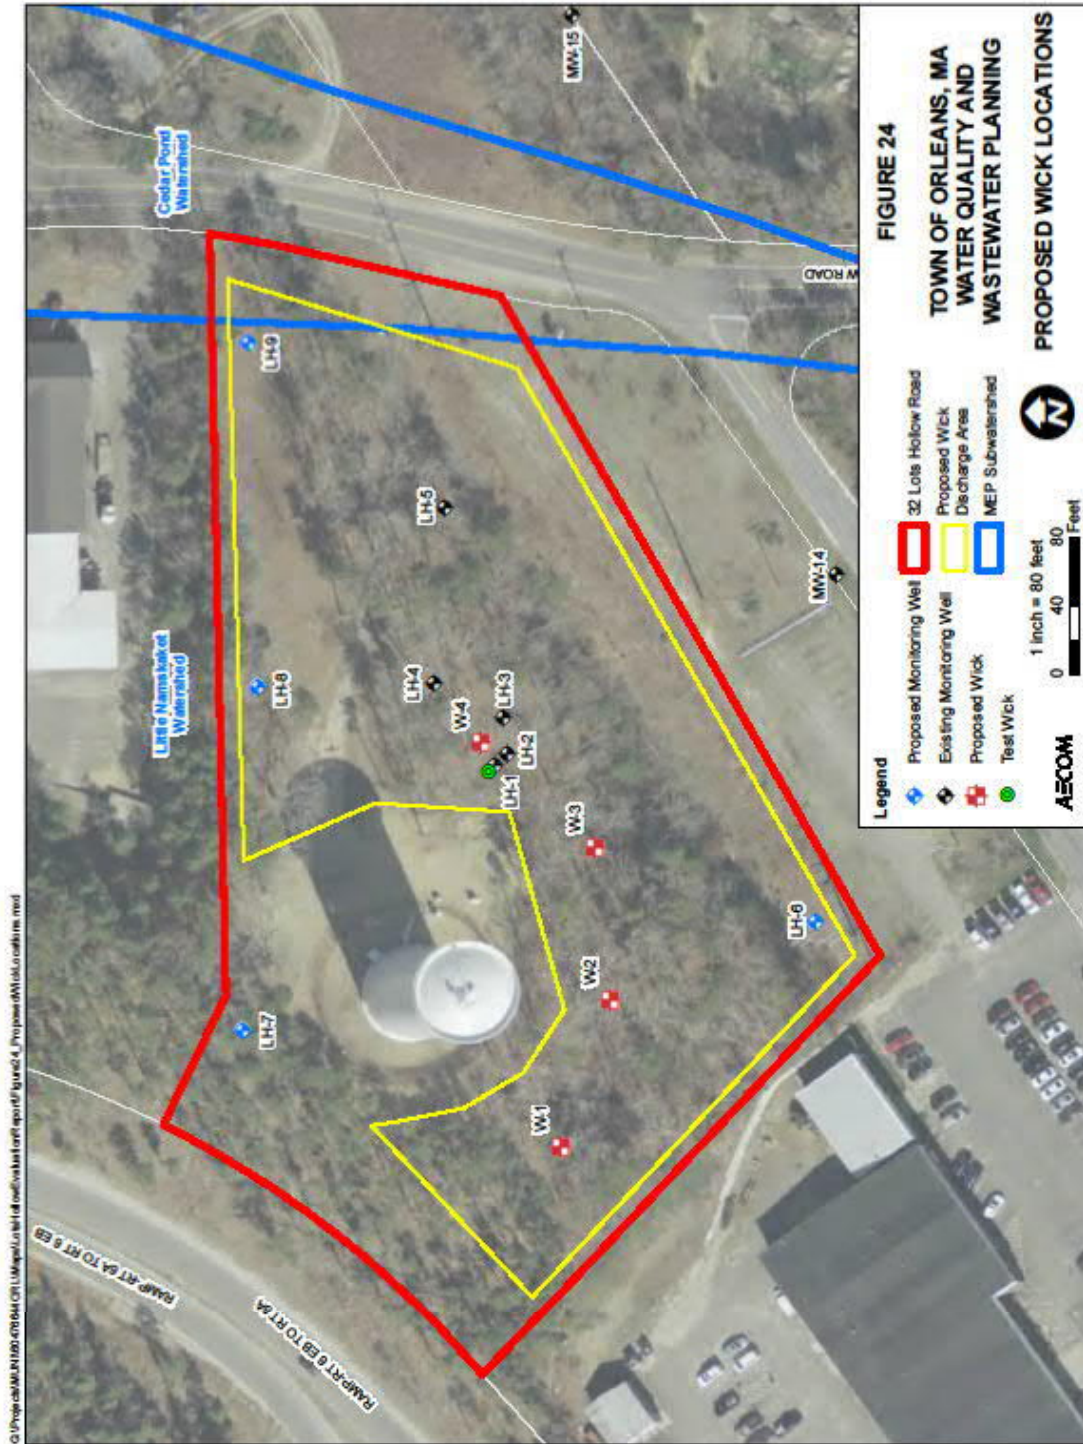 Cedar Pond
Watershed
MW-15
LH-9
W ROAD
LH-5
Little Namskaket
Watershed
LH-8
LH-4
W-4
LH-3
LH-2
LH-1
MW-14
W-3
LH-6
W-2
LH-7
W-1
RAMP-RT 6A TO RT 6 EB
RAMP-RT 6 EB TO RT 6A
Legend
Proposed Monitoring Well
Existing Monitoring Well
Proposed Wick
Test Wick
32 Lots Hollow Road
Proposed Wick
Discharge Area
MEP Subwatershed
AECOM
1 inch = 80 feet
0 40 80
Feet
N
FIGURE 24
TOWN OF ORLEANS, MA
WATER QUALITY AND
WASTEWATER PLANNING
PROPOSED WICK LOCATIONS